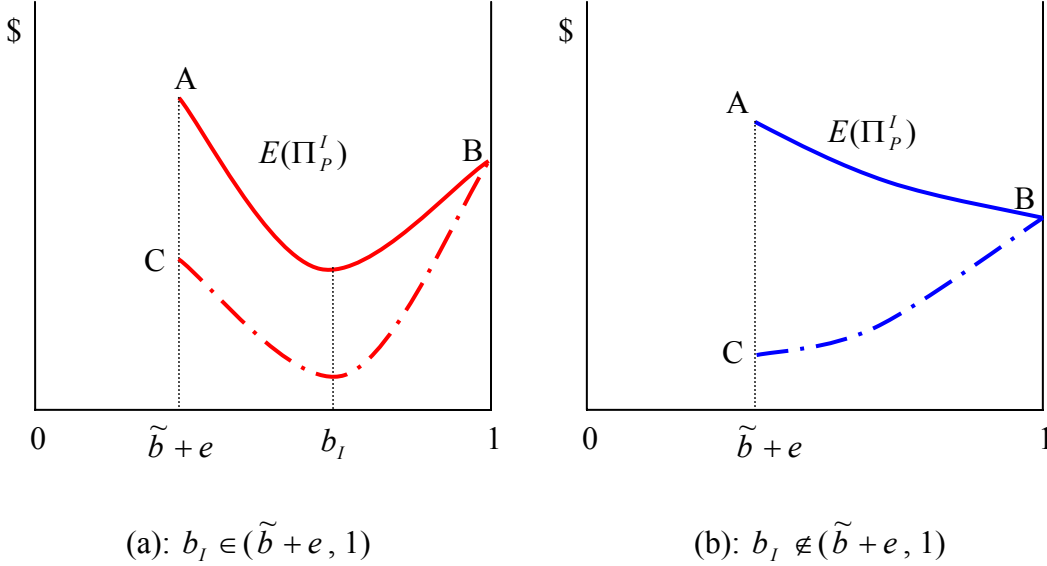 $
A
E(Π_P^I)
B
C
0
b̃ + e
b_I
1
(a): b_I ∈ (b̃ + e, 1)
$
A
E(Π_P^I)
B
C
0
b̃ + e
1
(b): b_I ∉ (b̃ + e, 1)